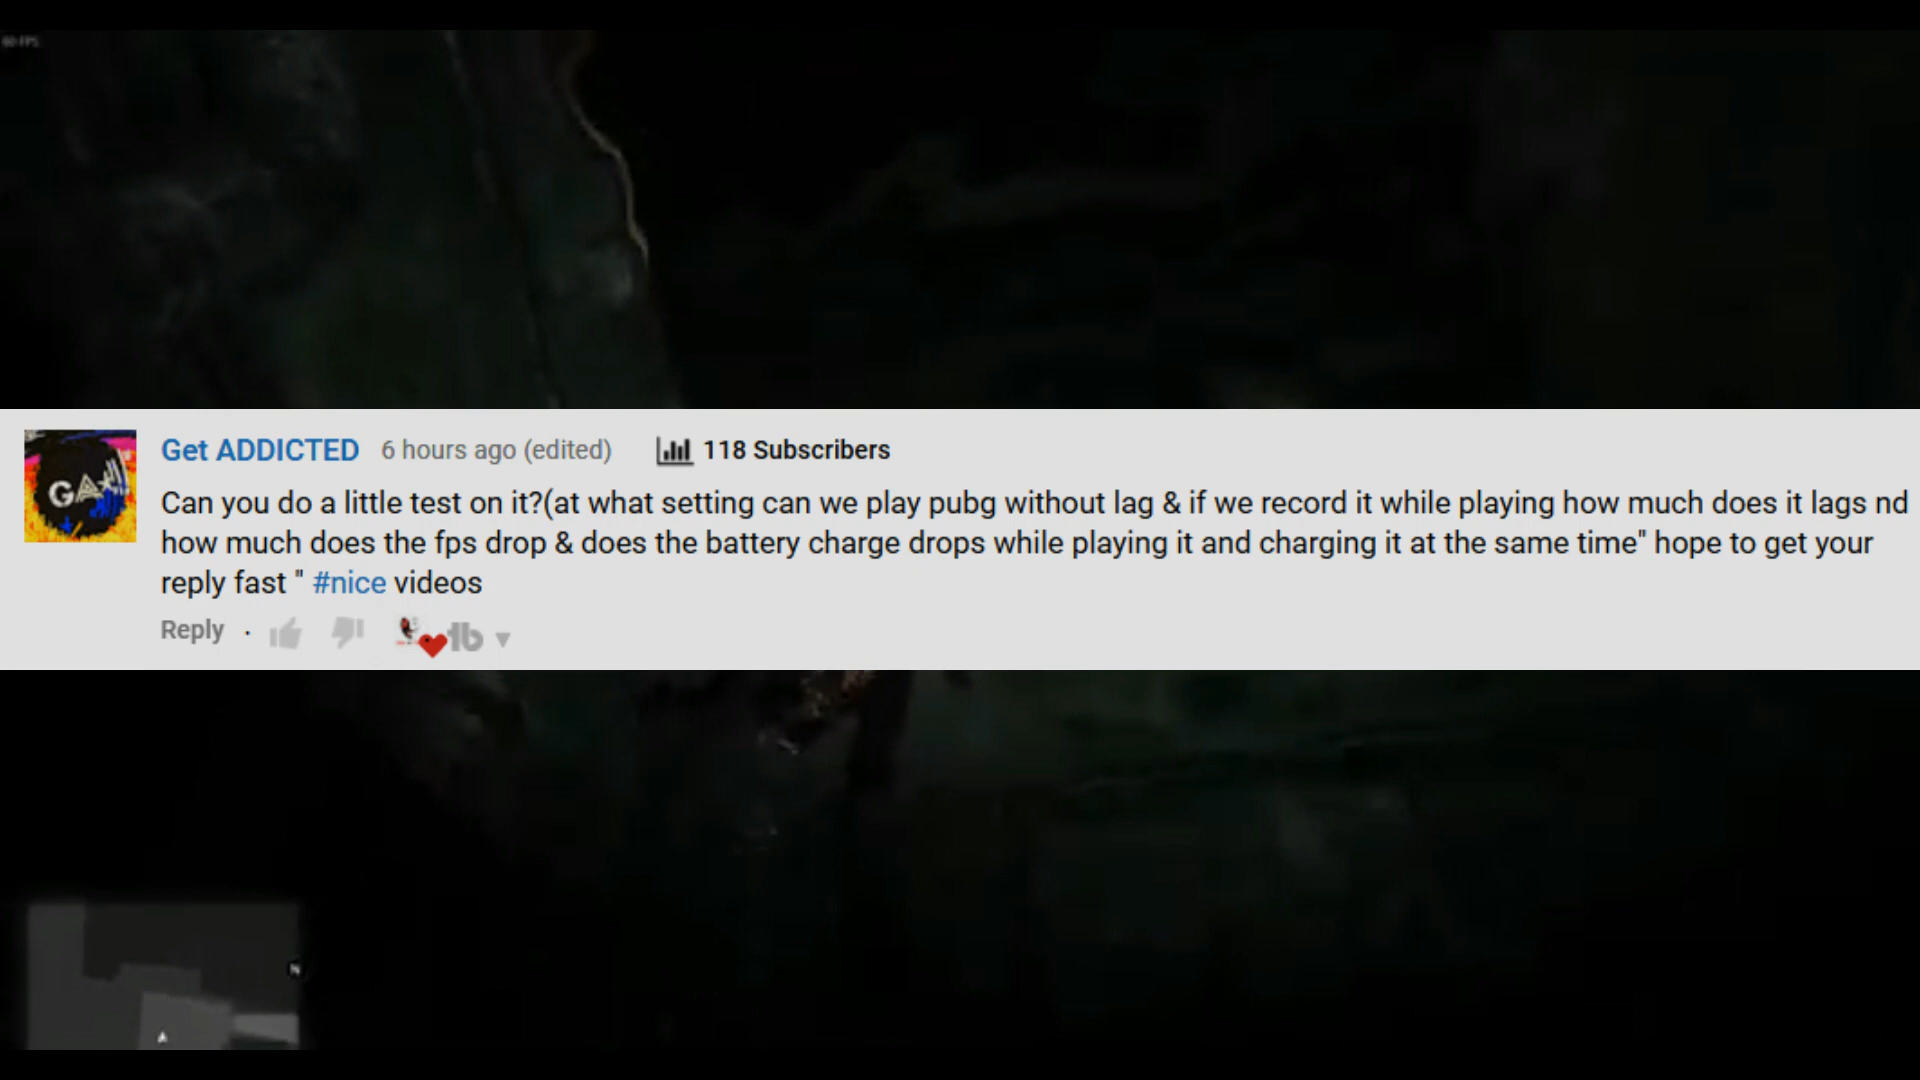 60 FPS
Get ADDICTED 6 hours ago (edited) 118 Subscribers
Can you do a little test on it?(at what setting can we play pubg without lag & if we record it while playing how much does it lags nd
how much does the fps drop & does the battery charge drops while playing it and charging it at the same time" hope to get your
reply fast " #nice videos
Reply ·
N